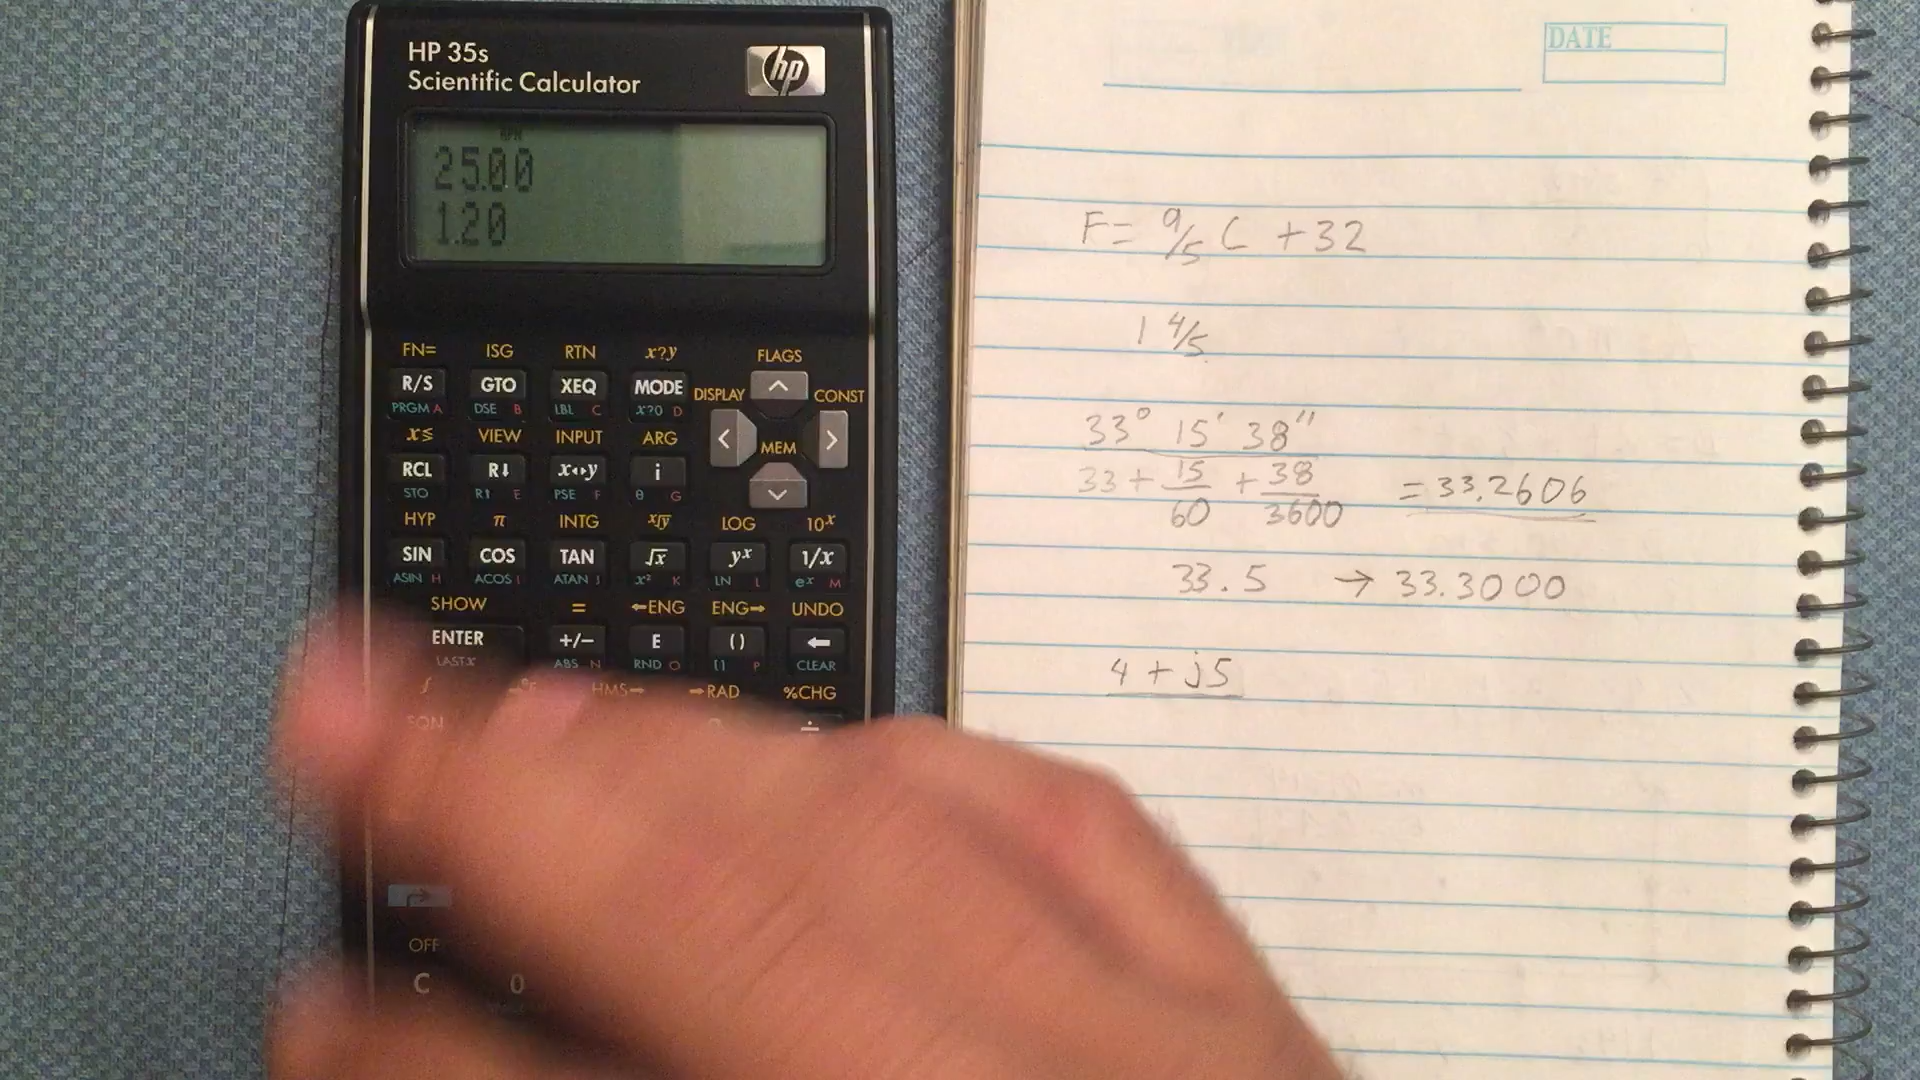 HP 35s
Scientific Calculator
hp
RPN
25.00
1.20
FN= ISG RTN x?y FLAGS
R/S GTO XEQ MODE DISPLAY CONST
PRGM A DSE B LBL C x?0 D
x≶ VIEW INPUT ARG MEM
RCL R↓ x↔y i
STO R↑ E PSE F θ G
HYP π INTG ˣ√y LOG 10ˣ
SIN COS TAN √x yˣ 1/x
ASIN H ACOS I ATAN J x² K LN L eˣ M
SHOW = ←ENG ENG→ UNDO
ENTER +/− E () ←
LASTx ABS N RND O [] P CLEAR
∫ →°F HMS→ →RAD %CHG
EQN ÷
OFF
C 0
DATE
F = 9/5 C + 32
1 4/5
33° 15' 38"
33 + 15/60 + 38/3600 = 33.2606
33.5 → 33.3000
4 + j5